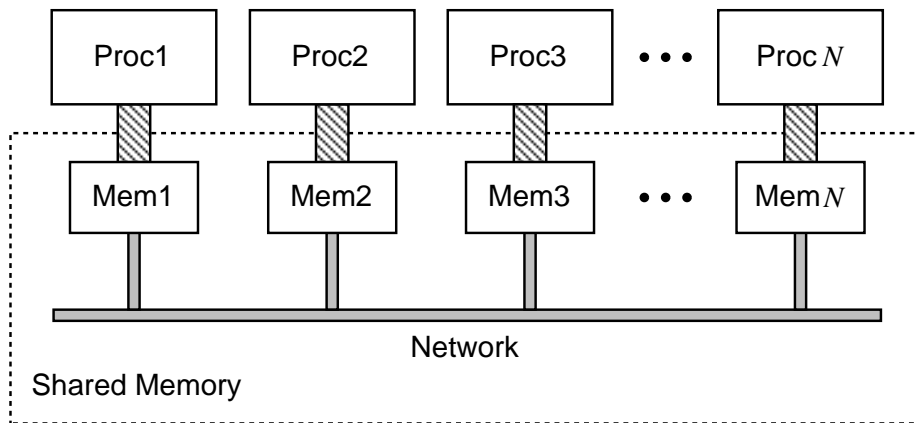 Proc1 Proc2 Proc3 • • • Proc N
Mem1 Mem2 Mem3 • • • Mem N
Network
Shared Memory